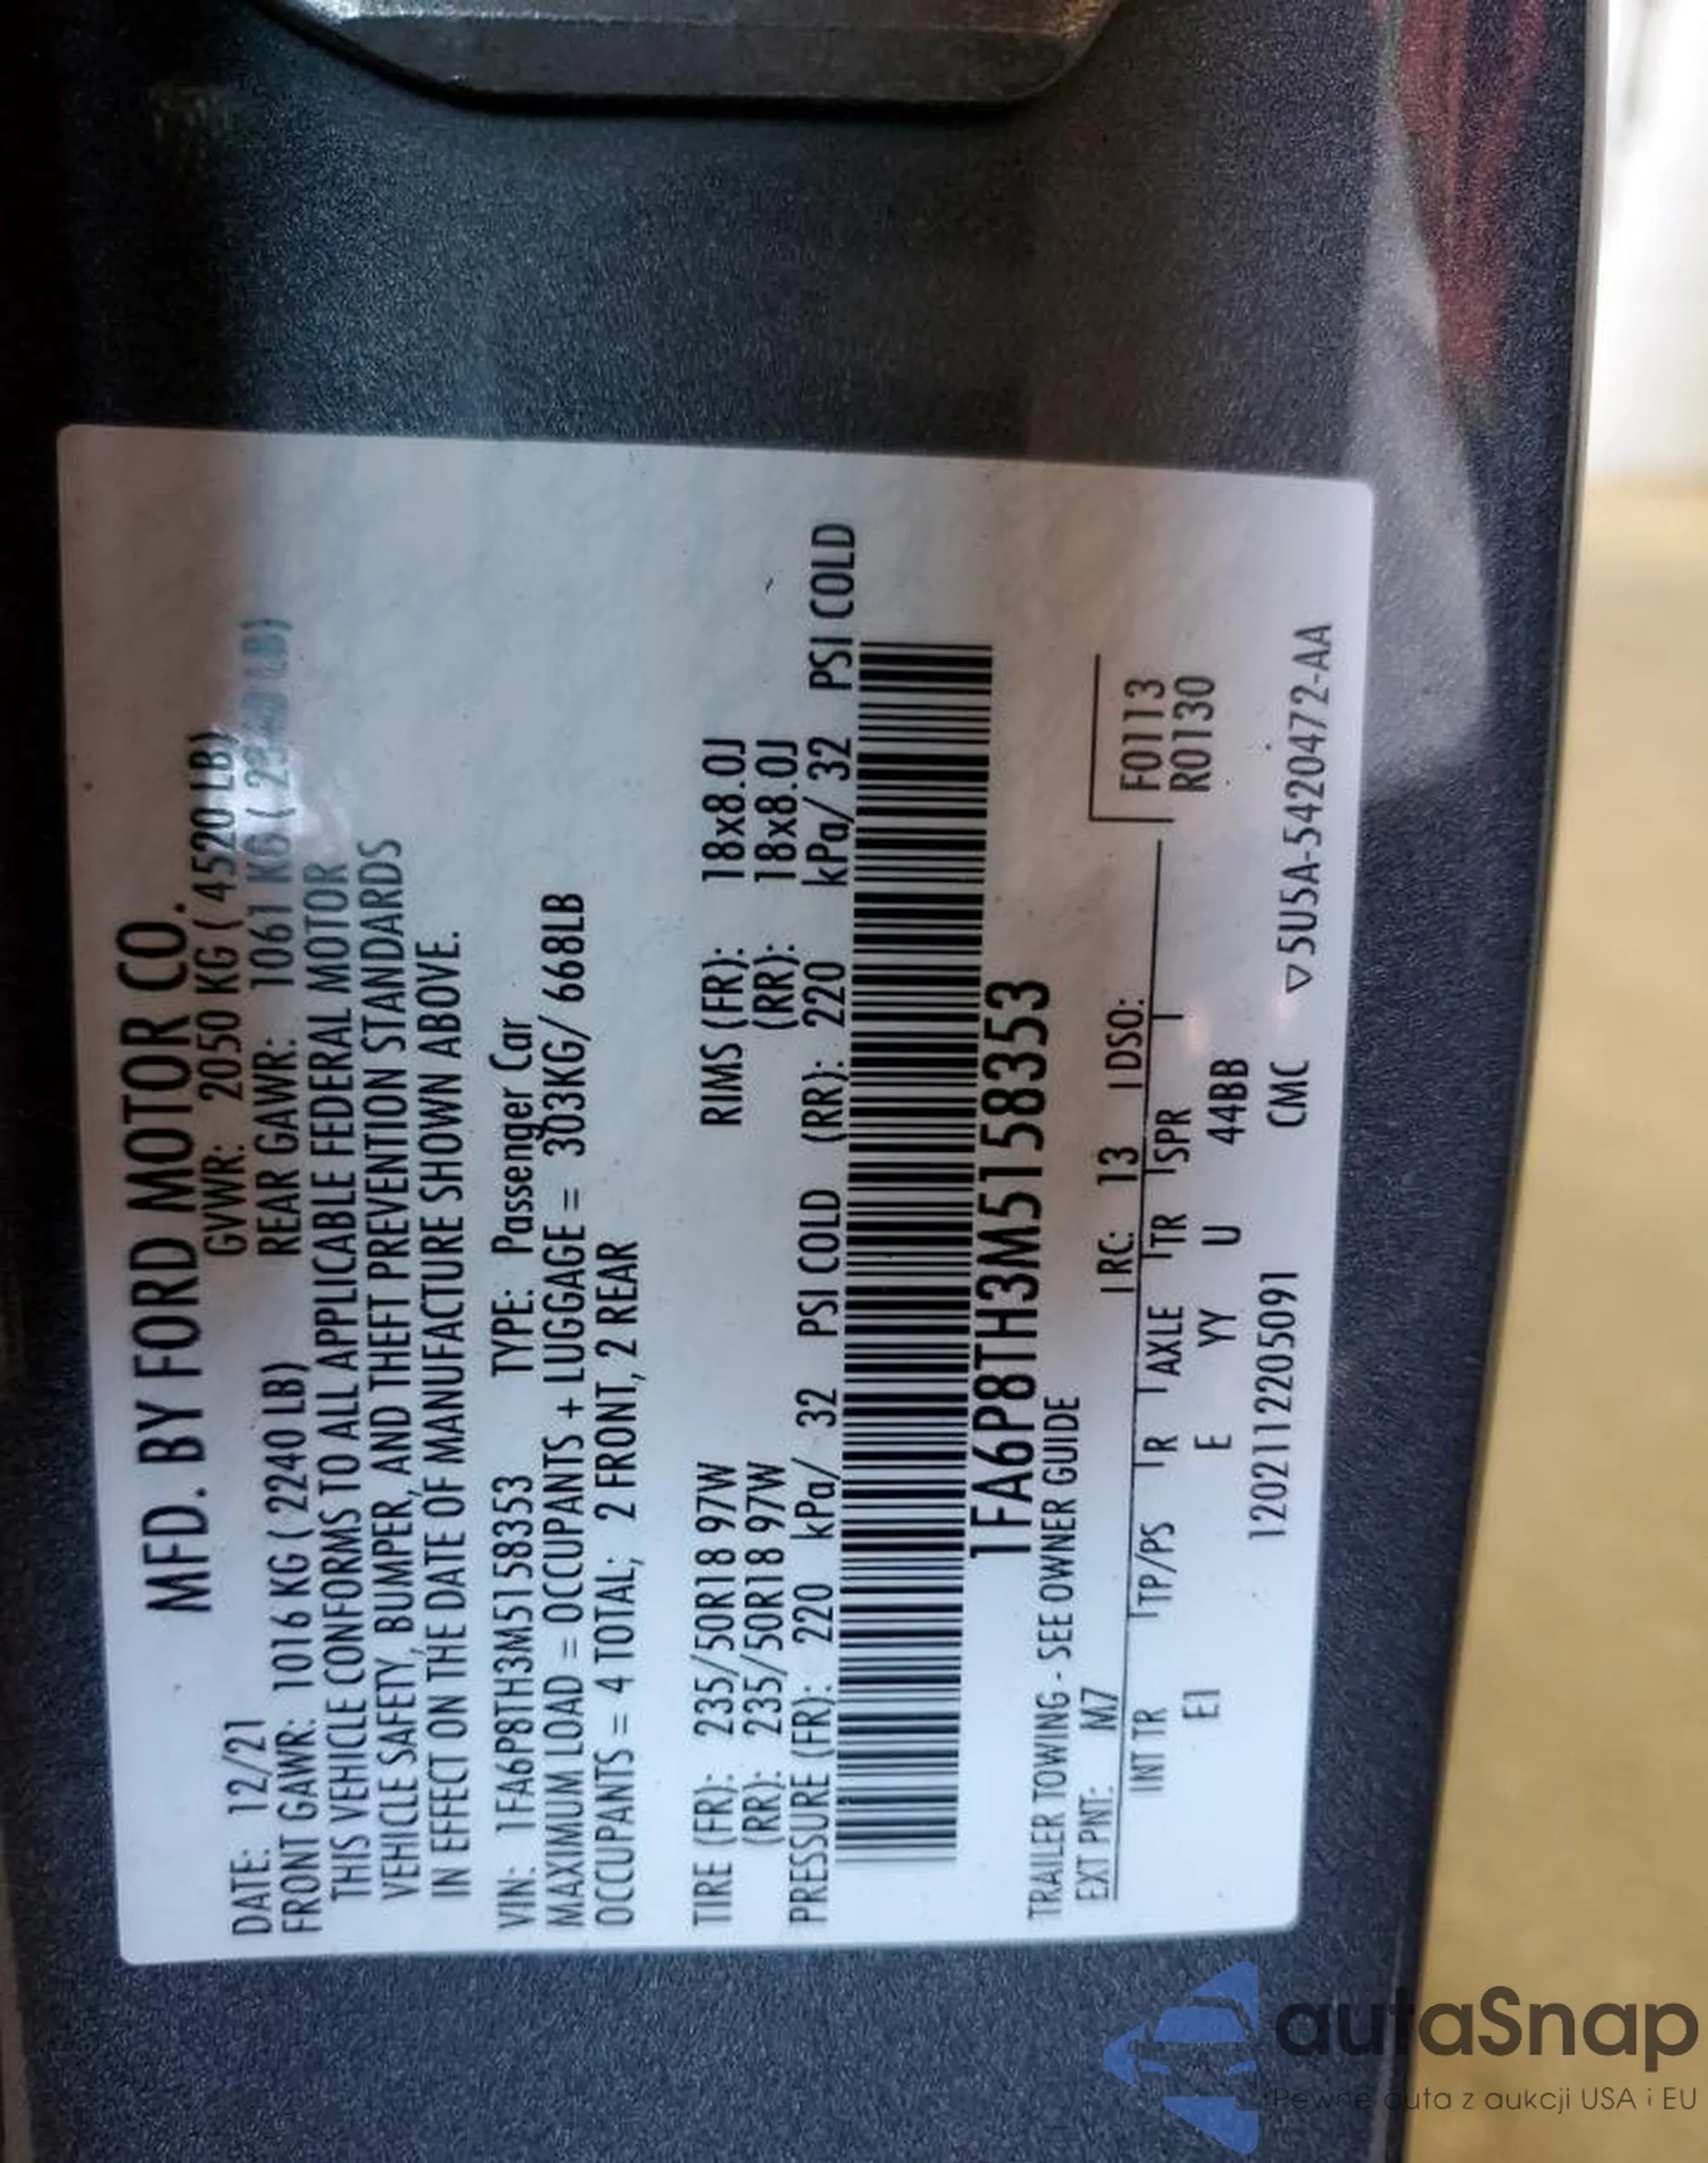 MFD. BY FORD MOTOR CO.
DATE: 12/21 GVWR: 2050 KG ( 4520 LB)
FRONT GAWR: 1016 KG ( 2240 LB) REAR GAWR: 1061 KG ( 2340 LB)
THIS VEHICLE CONFORMS TO ALL APPLICABLE FEDERAL MOTOR
VEHICLE SAFETY, BUMPER, AND THEFT PREVENTION STANDARDS
IN EFFECT ON THE DATE OF MANUFACTURE SHOWN ABOVE.
VIN: 1FA6P8TH3M5158353 TYPE: Passenger Car
MAXIMUM LOAD = OCCUPANTS + LUGGAGE = 303KG/ 668LB
OCCUPANTS = 4 TOTAL; 2 FRONT, 2 REAR
TIRE (FR): 235/50R18 97W RIMS (FR): 18x8.0J
(RR): 235/50R18 97W (RR): 18x8.0J
PRESSURE (FR): 220 kPa/ 32 PSI COLD (RR): 220 kPa/ 32 PSI COLD
1FA6P8TH3M5158353
TRAILER TOWING - SEE OWNER GUIDE
EXT PNT: M7 RC: 13 DSO:
F0113
INT TR TP/PS R AXLE TR SPR
R0130
E1 E YY U 44BB
1202112205091 CMC ▽5U5A-5420472-AA
autaSnap
Pewne auta z aukcji USA i EU